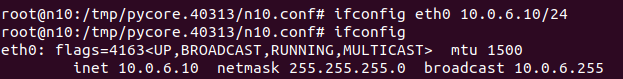 root@n10:/tmp/pycore.40313/n10.conf# ifconfig eth0 10.0.6.10/24
root@n10:/tmp/pycore.40313/n10.conf# ifconfig
eth0: flags=4163<UP,BROADCAST,RUNNING,MULTICAST>  mtu 1500
        inet 10.0.6.10  netmask 255.255.255.0  broadcast 10.0.6.255